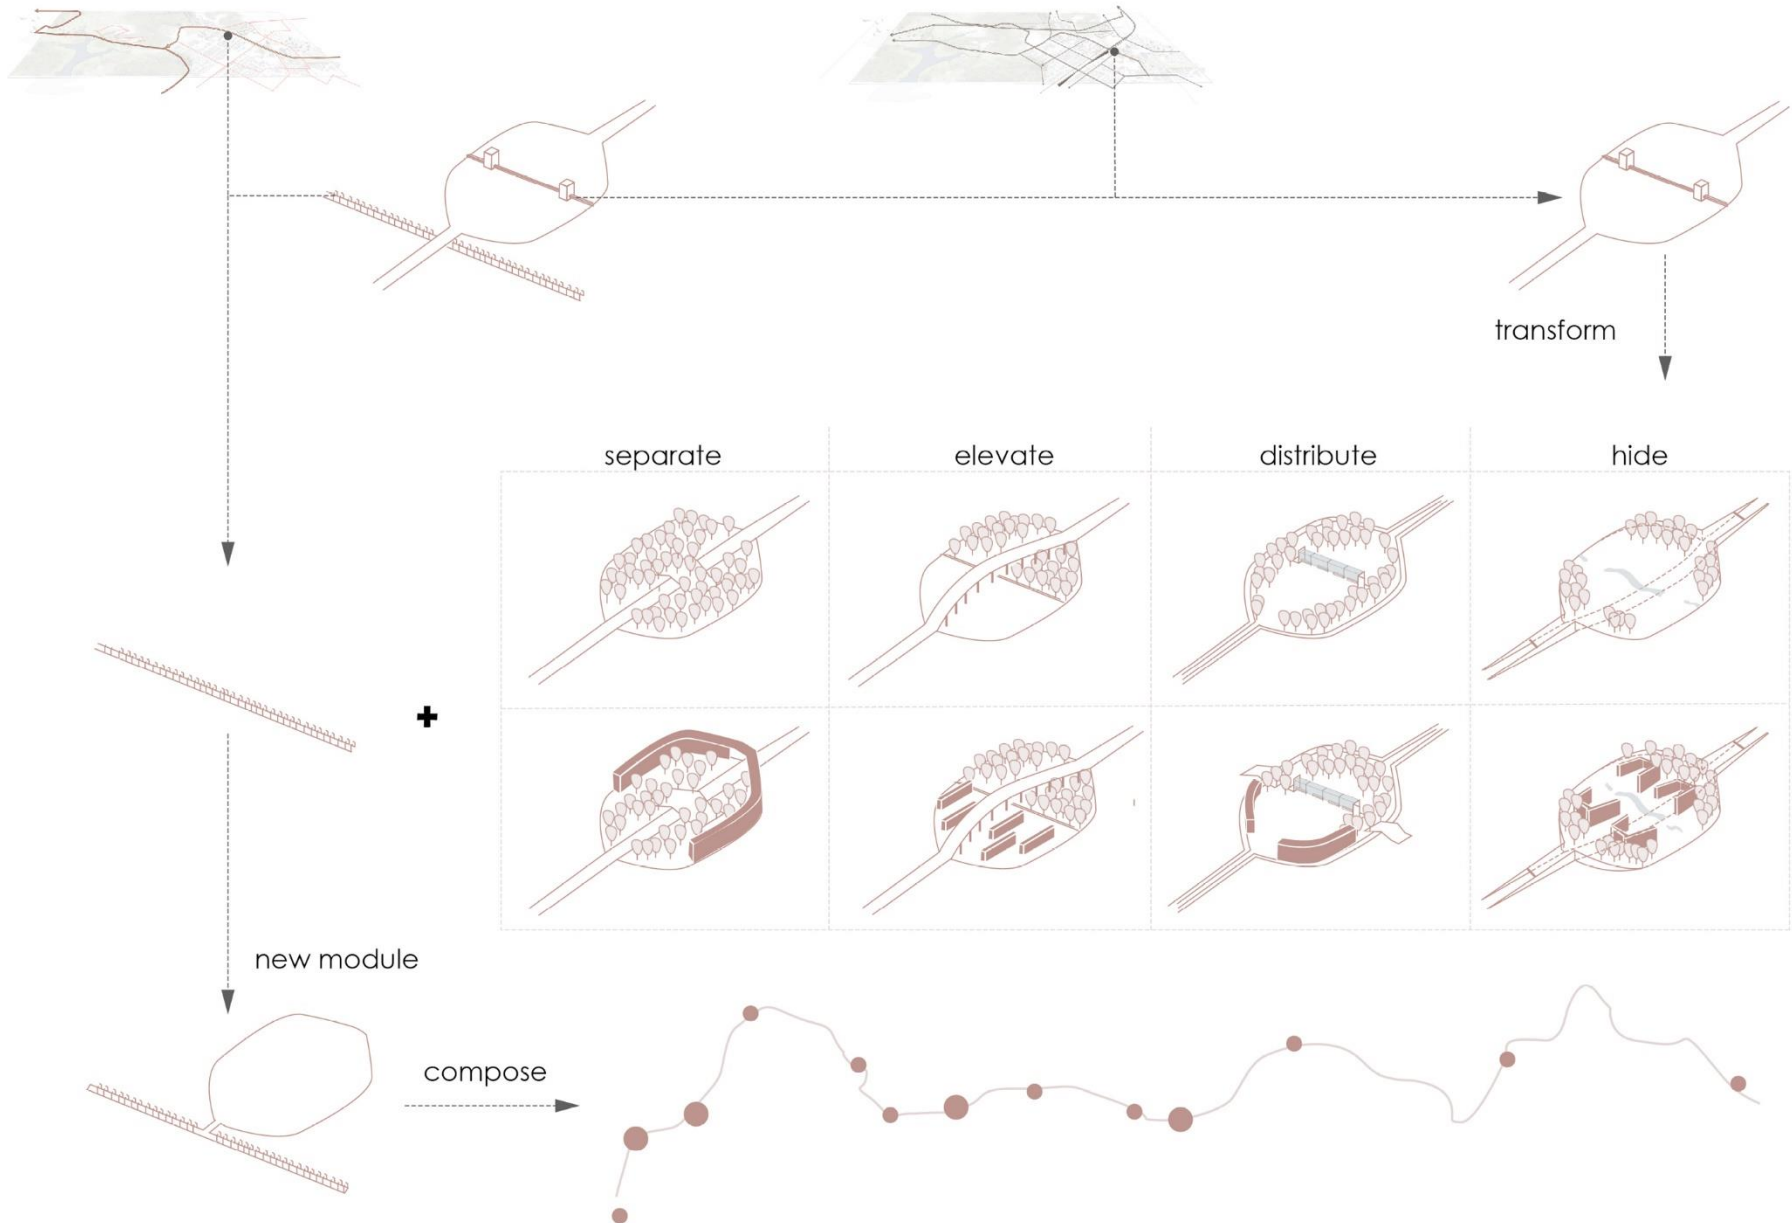 transform
separate
elevate
distribute
hide
new module
compose